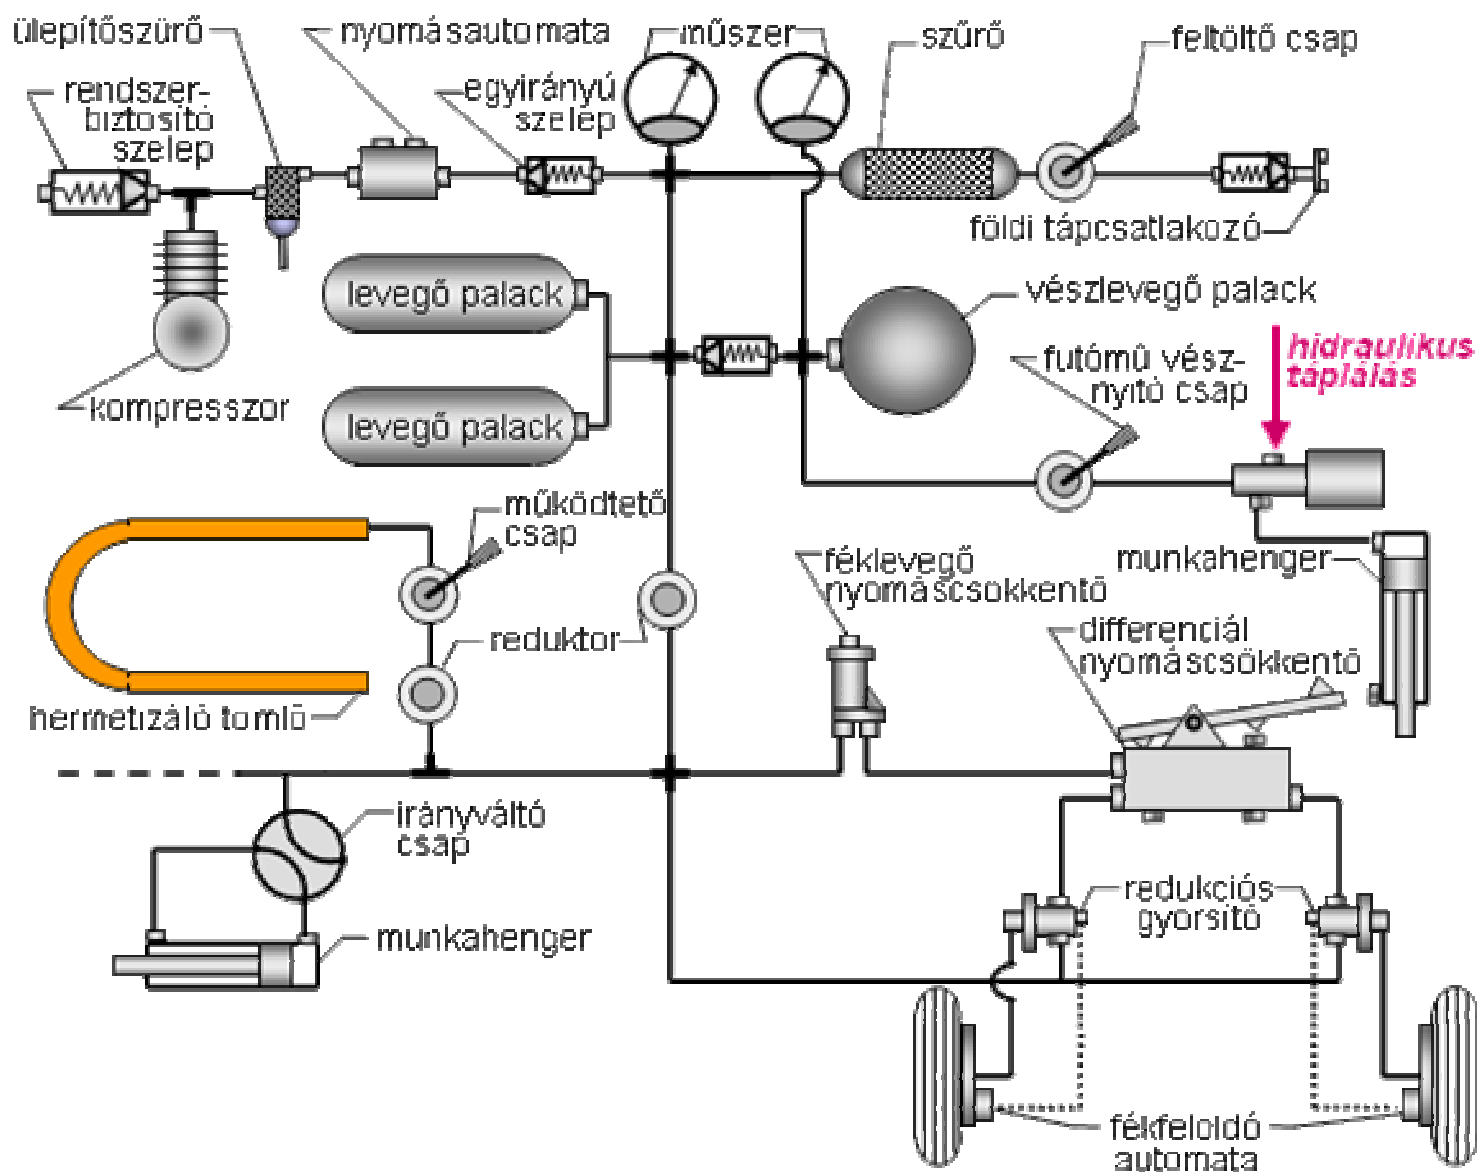 ülepítőszürő
nyomásautomata
műszer
szűrő
feltöltő csap
rendszer-
biztosító
szelep
egyirányú
szelep
földi tápcsatlakozó
levegő palack
vészlevegő palack
hidraulikus
táplálás
futómű vész-
nyitó csap
kompresszor
levegő palack
működtető
csap
féklevegő
nyomáscsökkentő
munkahenger
reduktor
differenciál
nyomáscsökkentő
hermetizáló tömlő
irányváltó
csap
redukciós
gyorsító
munkahenger
fékfeloldó
automata